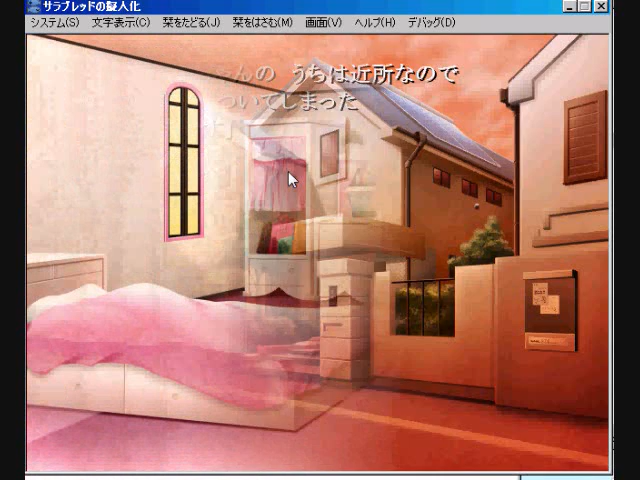 サラブレッドの擬人化
システム(S) 文字表示(C) 栞をたどる(J) 栞をはさむ(M) 画面(V) ヘルプ(H) デバッグ(D)
んの うちは近所なので
ついてしまった